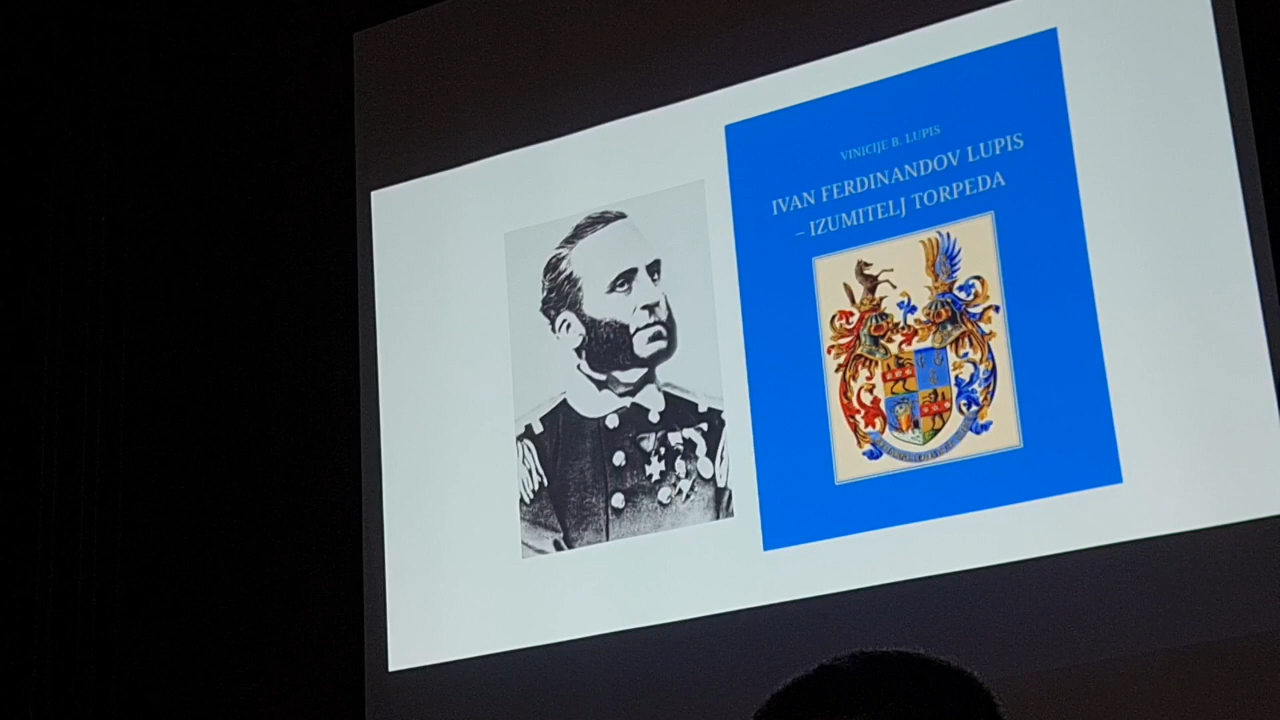 VINICIJE B. LUPIS
IVAN FERDINANDOV LUPIS
– IZUMITELJ TORPEDA